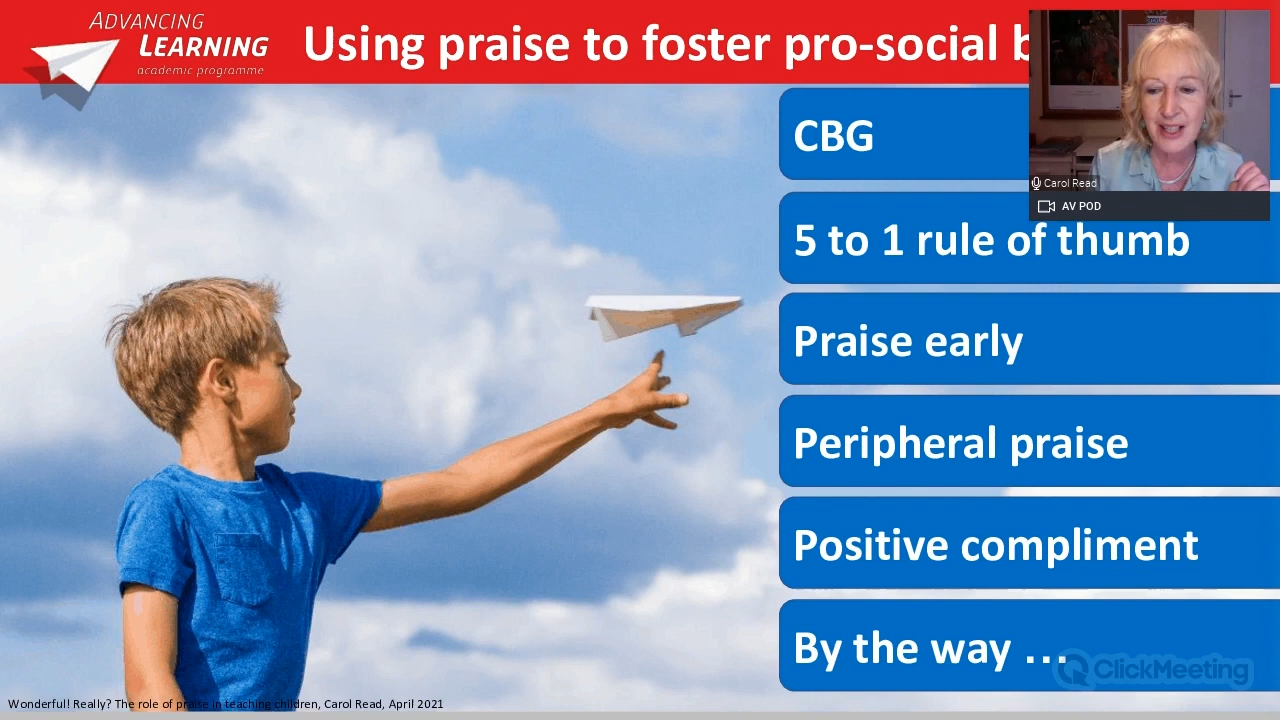 ADVANCING
LEARNING
academic programme
Using praise to foster pro-social b
Carol Read
AV POD
CBG
5 to 1 rule of thumb
Praise early
Peripheral praise
Positive compliment
By the way ...
ClickMeeting
Wonderful! Really? The role of praise in teaching children, Carol Read, April 2021